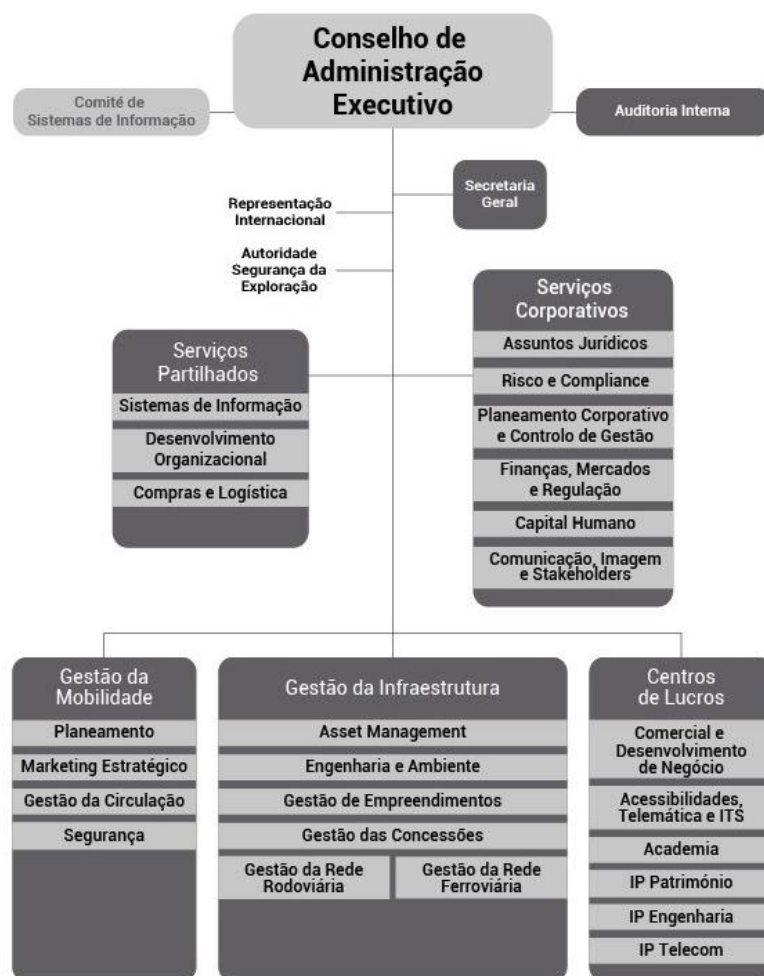 Conselho de
Administração
Executivo
Comité de
Sistemas de Informação
Auditoria Interna
Secretaria
Geral
Representação
Internacional
Autoridade
Segurança da
Exploração
Serviços
Corporativos
Assuntos Jurídicos
Risco e Compliance
Planeamento Corporativo
e Controlo de Gestão
Finanças, Mercados
e Regulação
Capital Humano
Comunicação, Imagem
e Stakeholders
Serviços
Partilhados
Sistemas de Informação
Desenvolvimento
Organizacional
Compras e Logística
Gestão da
Mobilidade
Planeamento
Marketing Estratégico
Gestão da Circulação
Segurança
Gestão da Infraestrutura
Asset Management
Engenharia e Ambiente
Gestão de Empreendimentos
Gestão das Concessões
Gestão da Rede
Rodoviária
Gestão da Rede
Ferroviária
Centros
de Lucros
Comercial e
Desenvolvimento
de Negócio
Acessibilidades,
Telemática e ITS
Academia
IP Património
IP Engenharia
IP Telecom